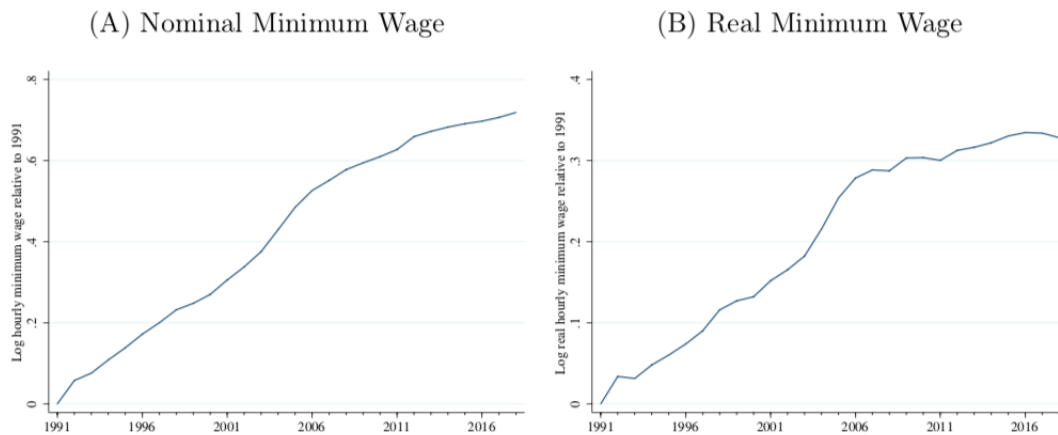 (A) Nominal Minimum Wage
Log hourly minimum wage relative to 1991
.8
.6
.4
.2
0
1991 1996 2001 2006 2011 2016
(B) Real Minimum Wage
Log real hourly minimum wage relative to 1991
.4
.3
.2
.1
0
1991 1996 2001 2006 2011 2016